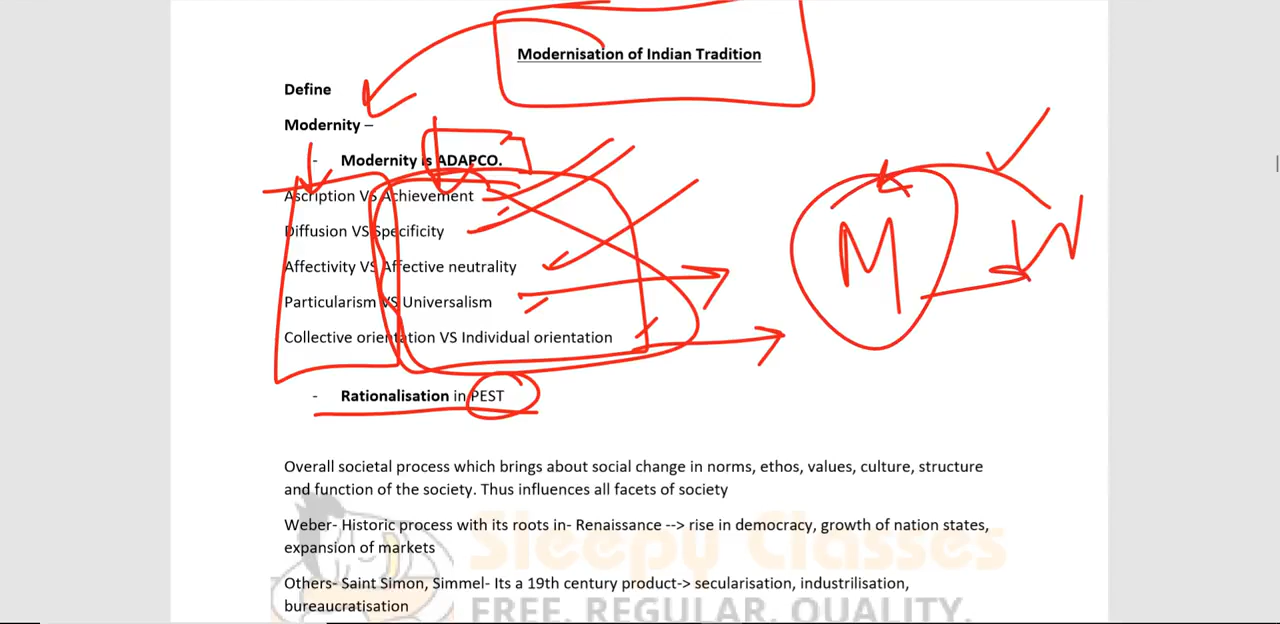 Modernisation of Indian Tradition
Define
Modernity –
- Modernity is ADAPCO.
Ascription VS Achievement
Diffusion VS Specificity
Affectivity VS Affective neutrality
Particularism VS Universalism
Collective orientation VS Individual orientation
- Rationalisation in PEST
M
W
Overall societal process which brings about social change in norms, ethos, values, culture, structure
and function of the society. Thus influences all facets of society
Weber- Historic process with its roots in- Renaissance --> rise in democracy, growth of nation states,
expansion of markets
Others- Saint Simon, Simmel- Its a 19th century product-> secularisation, industrilisation,
bureaucratisation
Sleepy Classes
FREE. REGULAR. QUALITY.